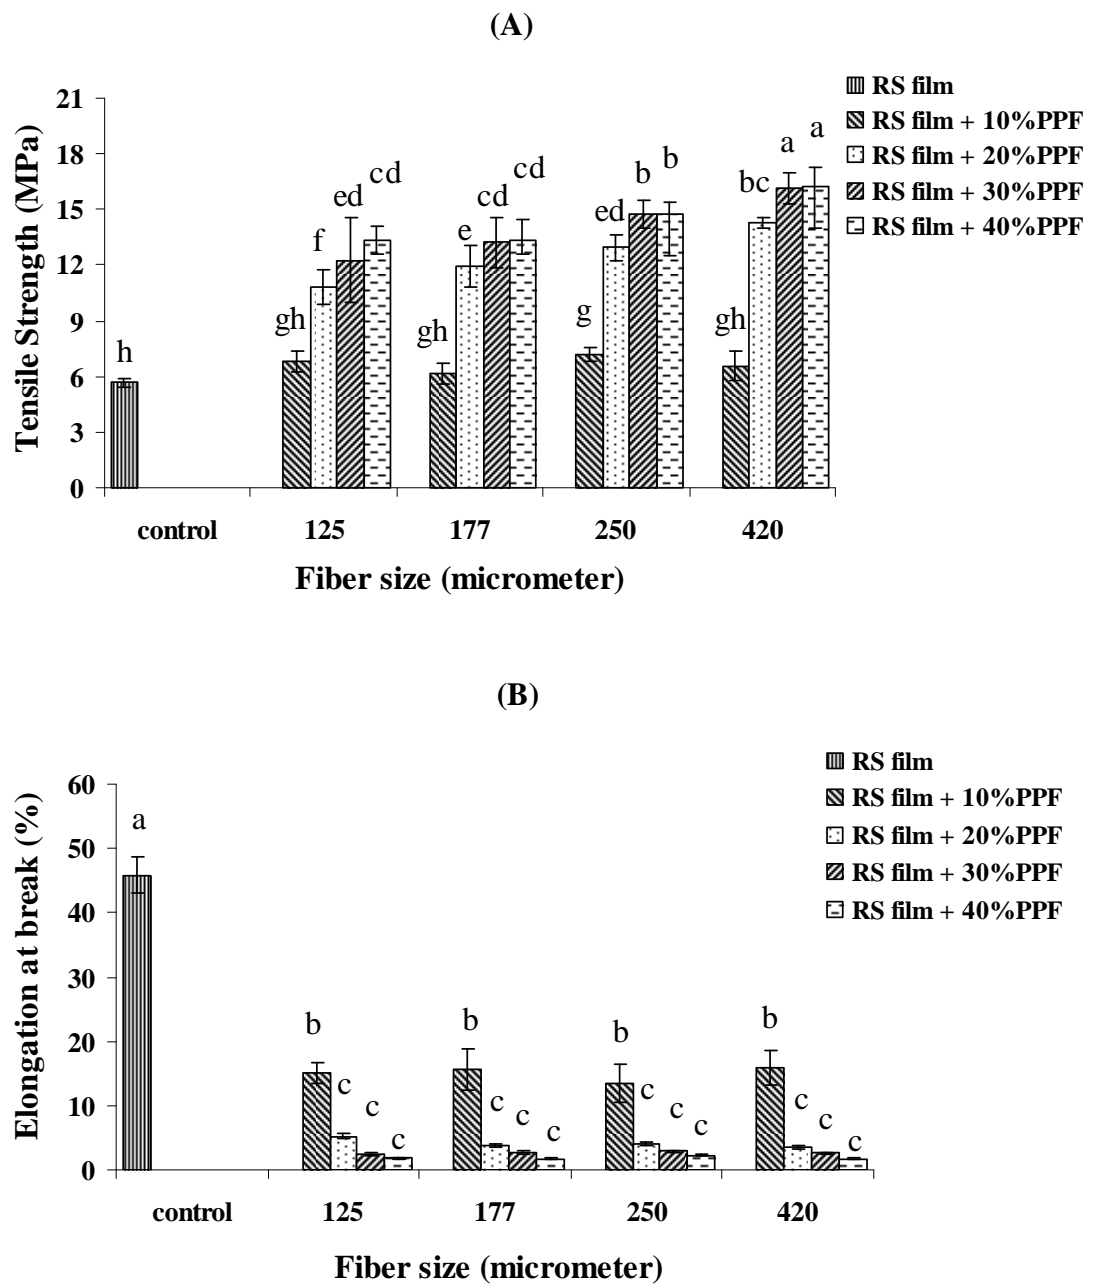 (A)
Tensile Strength (MPa)
21
18
15
12
9
6
3
0
h
gh
f
ed
cd
gh
e
cd
cd
g
ed
b
b
gh
bc
a
a
RS film
RS film + 10%PPF
RS film + 20%PPF
RS film + 30%PPF
RS film + 40%PPF
control 125 177 250 420
Fiber size (micrometer)
(B)
Elongation at break (%)
60
50
40
30
20
10
0
a
b
c
c
c
b
c
c
c
b
c
c
c
b
c
c
c
RS film
RS film + 10%PPF
RS film + 20%PPF
RS film + 30%PPF
RS film + 40%PPF
control 125 177 250 420
Fiber size (micrometer)